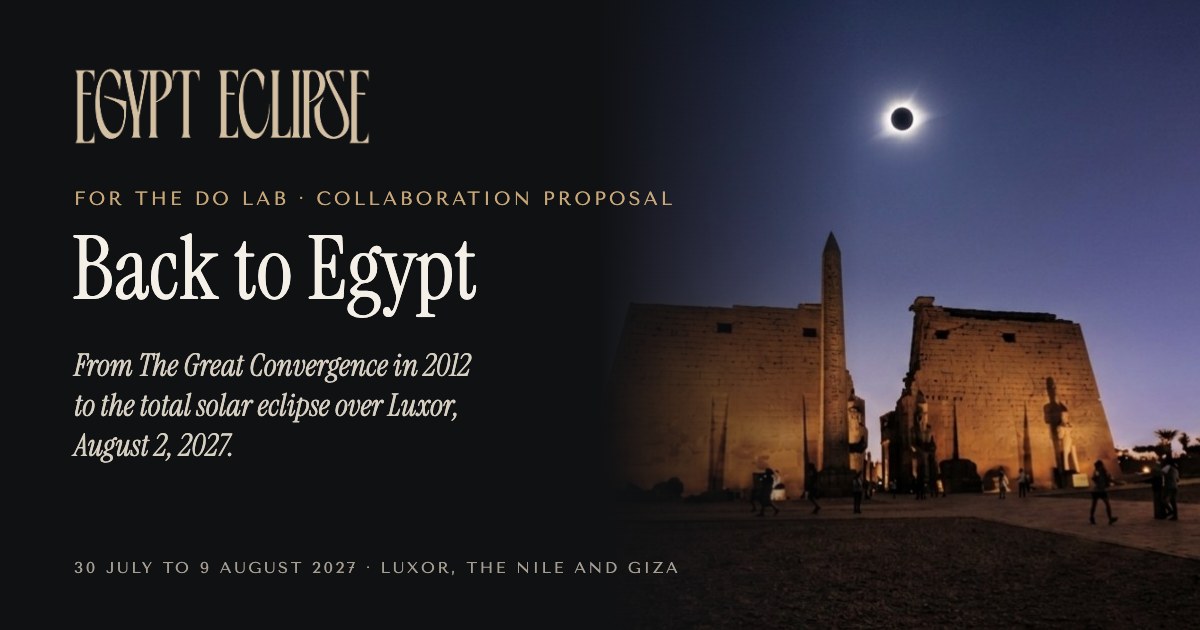 EGYPT ECLIPSE
FOR THE DO LAB · COLLABORATION PROPOSAL
Back to Egypt
From The Great Convergence in 2012
to the total solar eclipse over Luxor,
August 2, 2027.
30 JULY TO 9 AUGUST 2027 · LUXOR, THE NILE AND GIZA